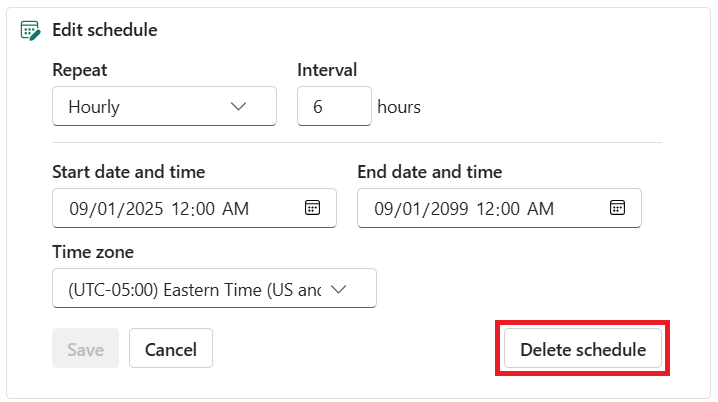 Edit schedule
Repeat Interval
Hourly 6 hours
Start date and time End date and time
09/01/2025 12:00 AM 09/01/2099 12:00 AM
Time zone
(UTC-05:00) Eastern Time (US and
Save Cancel Delete schedule